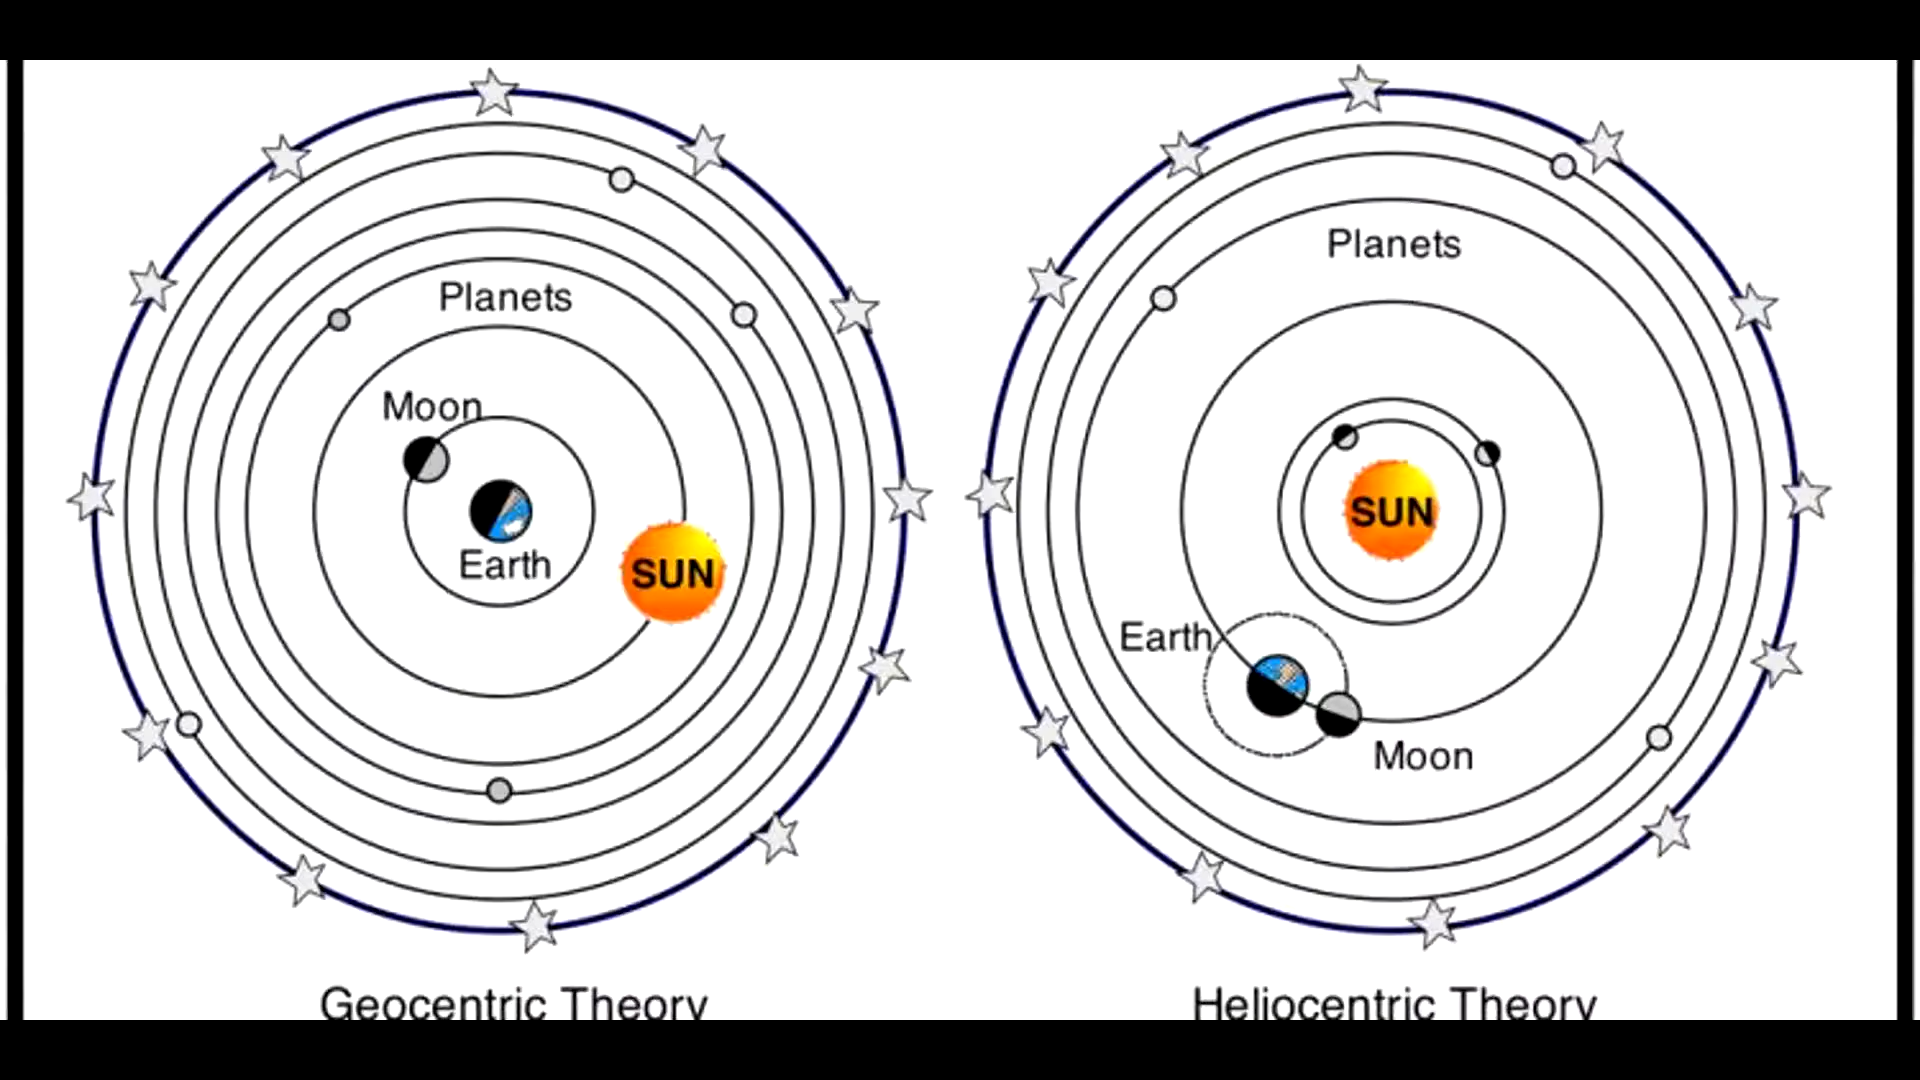 Planets
Moon
Earth
SUN
Geocentric Theory
Planets
SUN
Earth
Moon
Heliocentric Theory